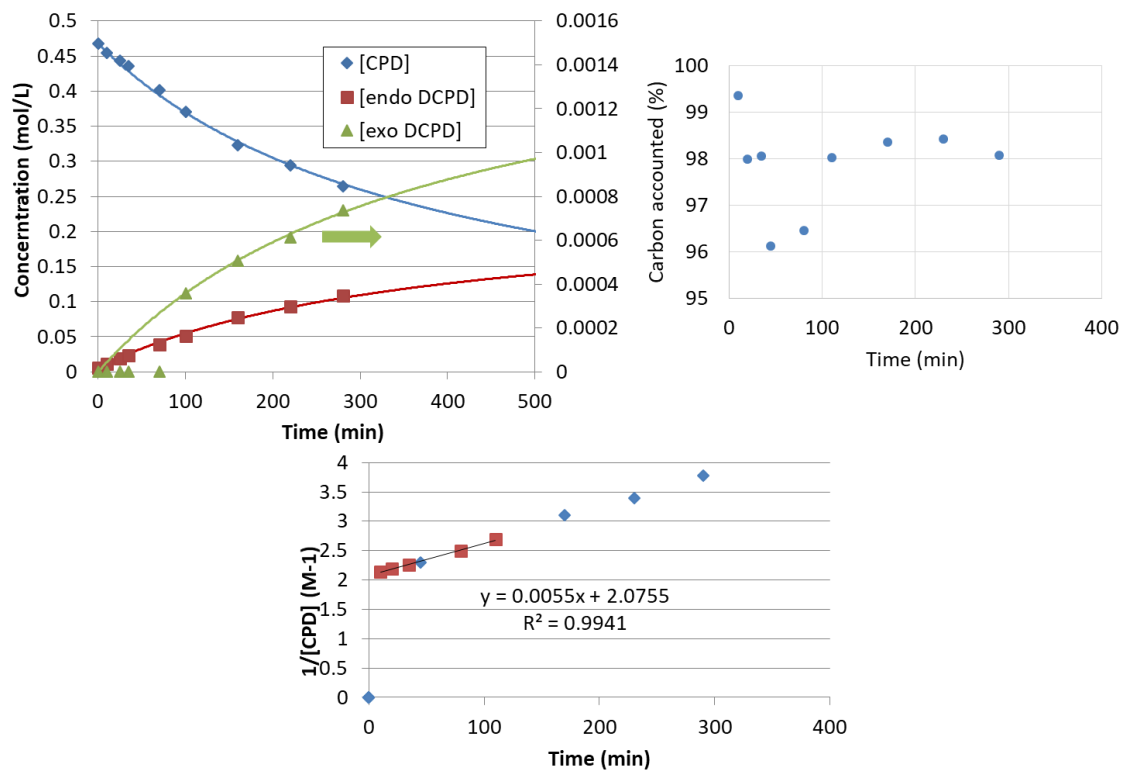 0.5
0.45
0.4
0.35
0.3
0.25
0.2
0.15
0.1
0.05
0
Concerntration (mol/L)
[CPD]
[endo DCPD]
[exo DCPD]
0.0016
0.0014
0.0012
0.001
0.0008
0.0006
0.0004
0.0002
0
0 100 200 300 400 500
Time (min)
100
99
98
97
96
95
Carbon accounted (%)
0 100 200 300 400
Time (min)
4
3.5
3
2.5
2
1.5
1
0.5
0
1/[CPD] (M-1)
y = 0.0055x + 2.0755
R² = 0.9941
0 100 200 300 400
Time (min)